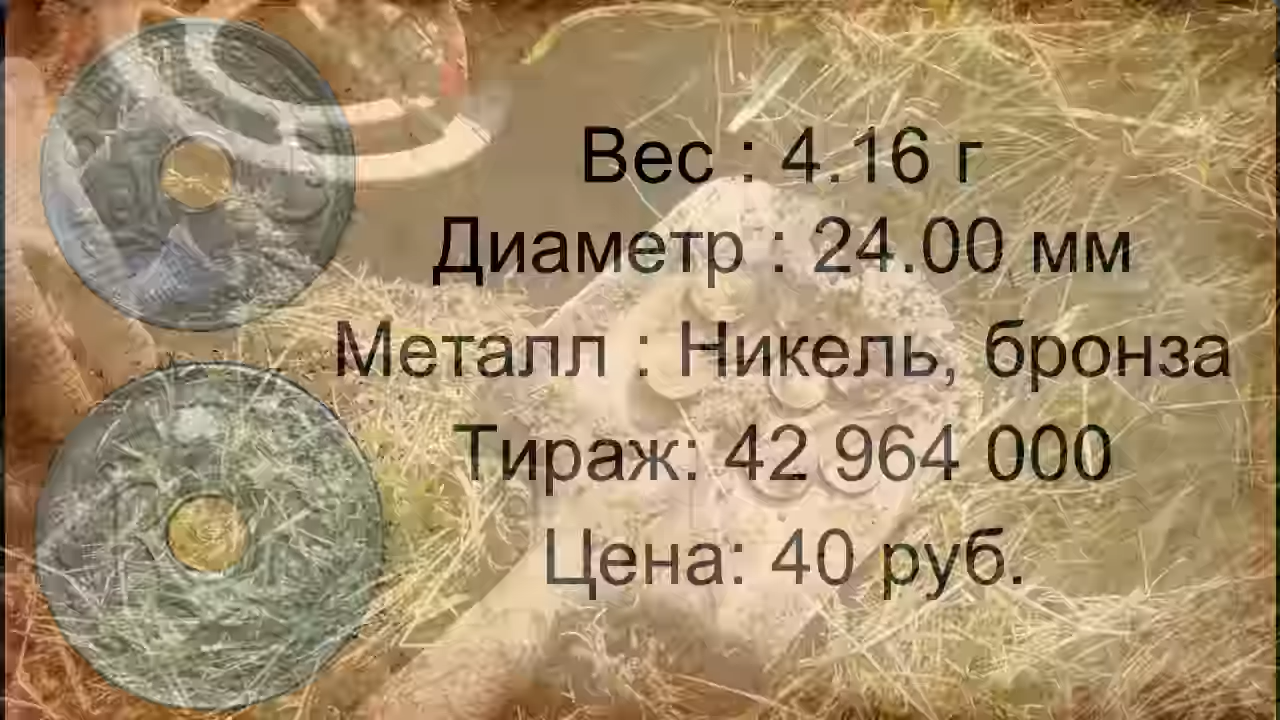 Вес : 4.16 г
Диаметр : 24.00 мм
Металл : Никель, бронза
Тираж: 42 964 000
Цена: 40 руб.